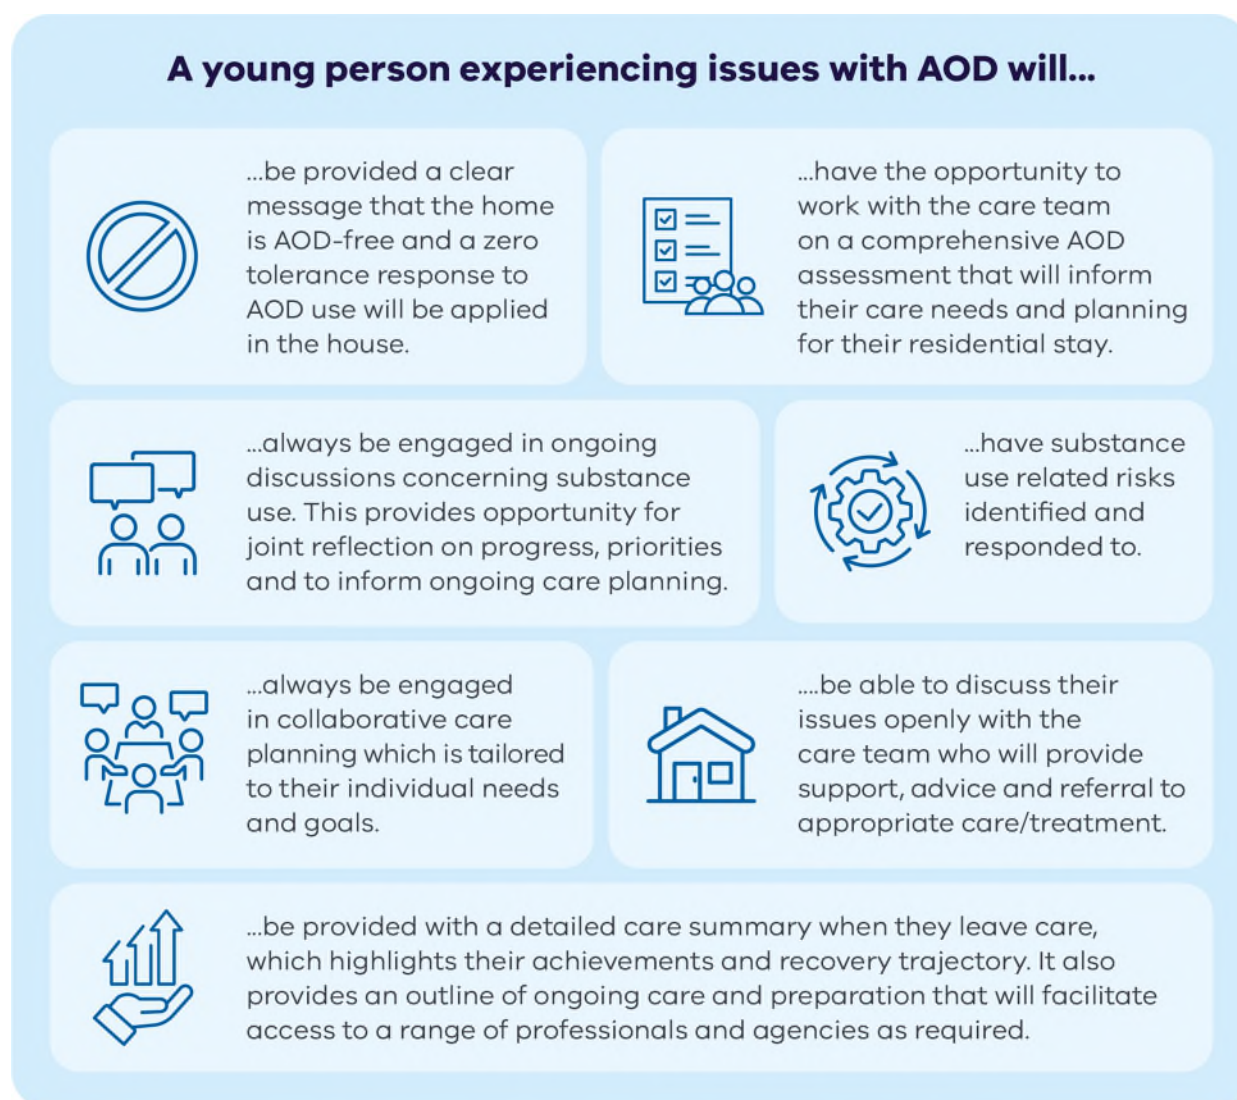 A young person experiencing issues with AOD will...
...be provided a clear
message that the home
is AOD-free and a zero
tolerance response to
AOD use will be applied
in the house.
...have the opportunity to
work with the care team
on a comprehensive AOD
assessment that will inform
their care needs and planning
for their residential stay.
...always be engaged in ongoing
discussions concerning substance
use. This provides opportunity for
joint reflection on progress, priorities
and to inform ongoing care planning.
...have substance
use related risks
identified and
responded to.
...always be engaged
in collaborative care
planning which is tailored
to their individual needs
and goals.
....be able to discuss their
issues openly with the
care team who will provide
support, advice and referral to
appropriate care/treatment.
...be provided with a detailed care summary when they leave care,
which highlights their achievements and recovery trajectory. It also
provides an outline of ongoing care and preparation that will facilitate
access to a range of professionals and agencies as required.